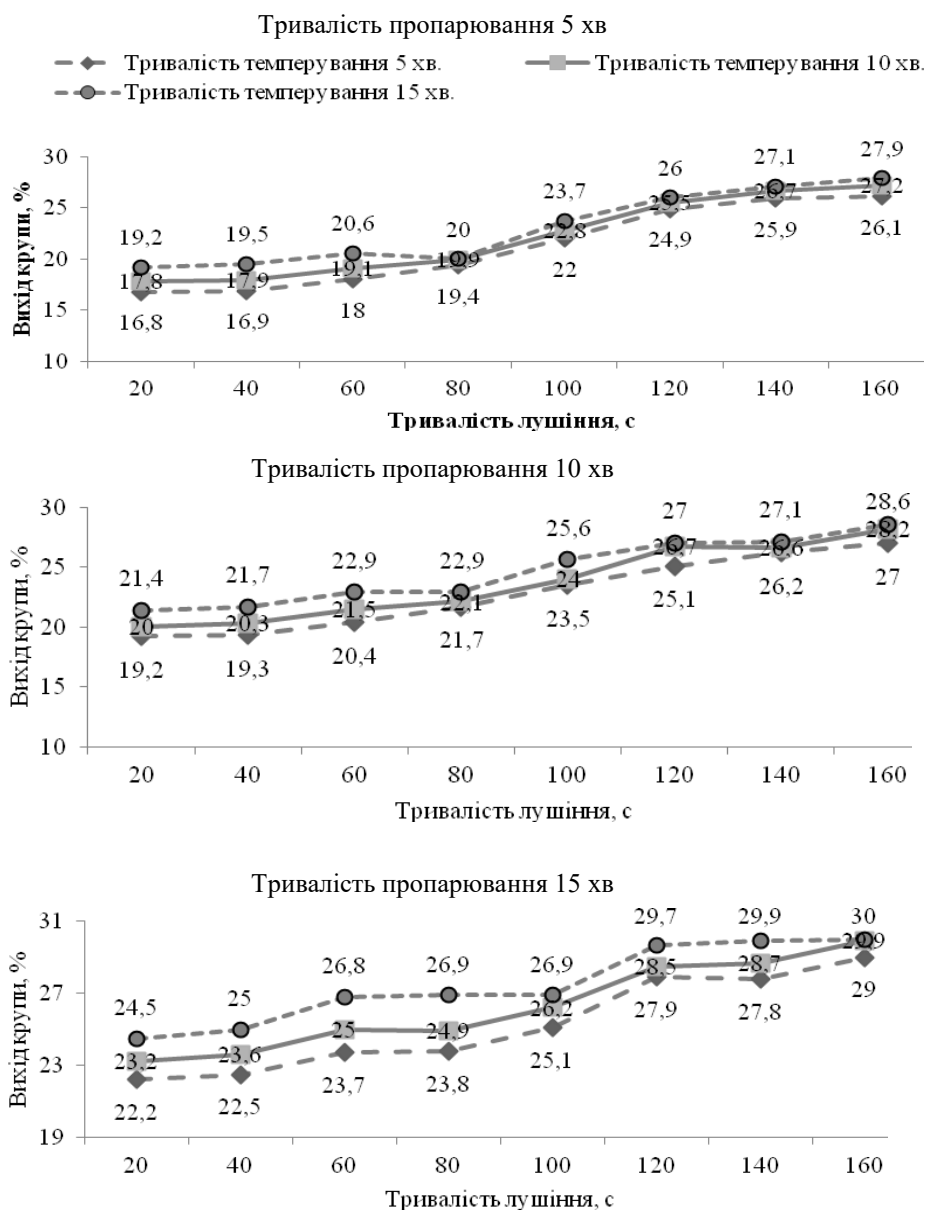 Тривалість пропарювання 5 хв
Тривалість темперування 5 хв. Тривалість темперування 10 хв.
Тривалість темперування 15 хв.
Вихід крупи, %
30
25
20
15
10
19,2 19,5 20,6 20 23,7 26 27,1 27,9
17,8 17,9 19,1 19,9 22,8 25,5 26,7 27,2
16,8 16,9 18 19,4 22 24,9 25,9 26,1
20 40 60 80 100 120 140 160
Тривалість лущіння, с
Тривалість пропарювання 10 хв
Вихід крупи, %
30
25
20
15
10
21,4 21,7 22,9 22,9 25,6 27 27,1 28,6
20 20,3 21,5 22,1 24 26,7 26,6 28,2
19,2 19,3 20,4 21,7 23,5 25,1 26,2 27
20 40 60 80 100 120 140 160
Тривалість лущіння, с
Тривалість пропарювання 15 хв
Вихід крупи, %
31
27
23
19
24,5 25 26,8 26,9 26,9 29,7 29,9 30
23,2 23,6 25 24,9 26,2 28,5 28,7 29,9
22,2 22,5 23,7 23,8 25,1 27,9 27,8 29
20 40 60 80 100 120 140 160
Тривалість лущіння, с